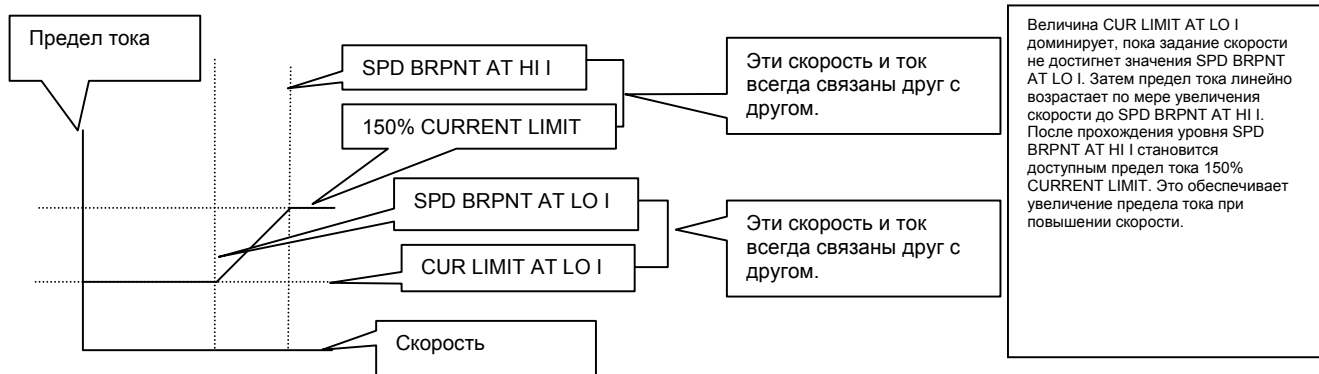 Предел тока
SPD BRPNT AT HI I
150% CURRENT LIMIT
Эти скорость и ток
всегда связаны друг с
другом.
SPD BRPNT AT LO I
CUR LIMIT AT LO I
Эти скорость и ток
всегда связаны друг с
другом.
Скорость
Величина CUR LIMIT AT LO I
доминирует, пока задание скорости
не достигнет значения SPD BRPNT
AT LO I. Затем предел тока линейно
возрастает по мере увеличения
скорости до SPD BRPNT AT HI I.
После прохождения уровня SPD
BRPNT AT HI I становится
доступным предел тока 150%
CURRENT LIMIT. Это обеспечивает
увеличение предела тока при
повышении скорости.